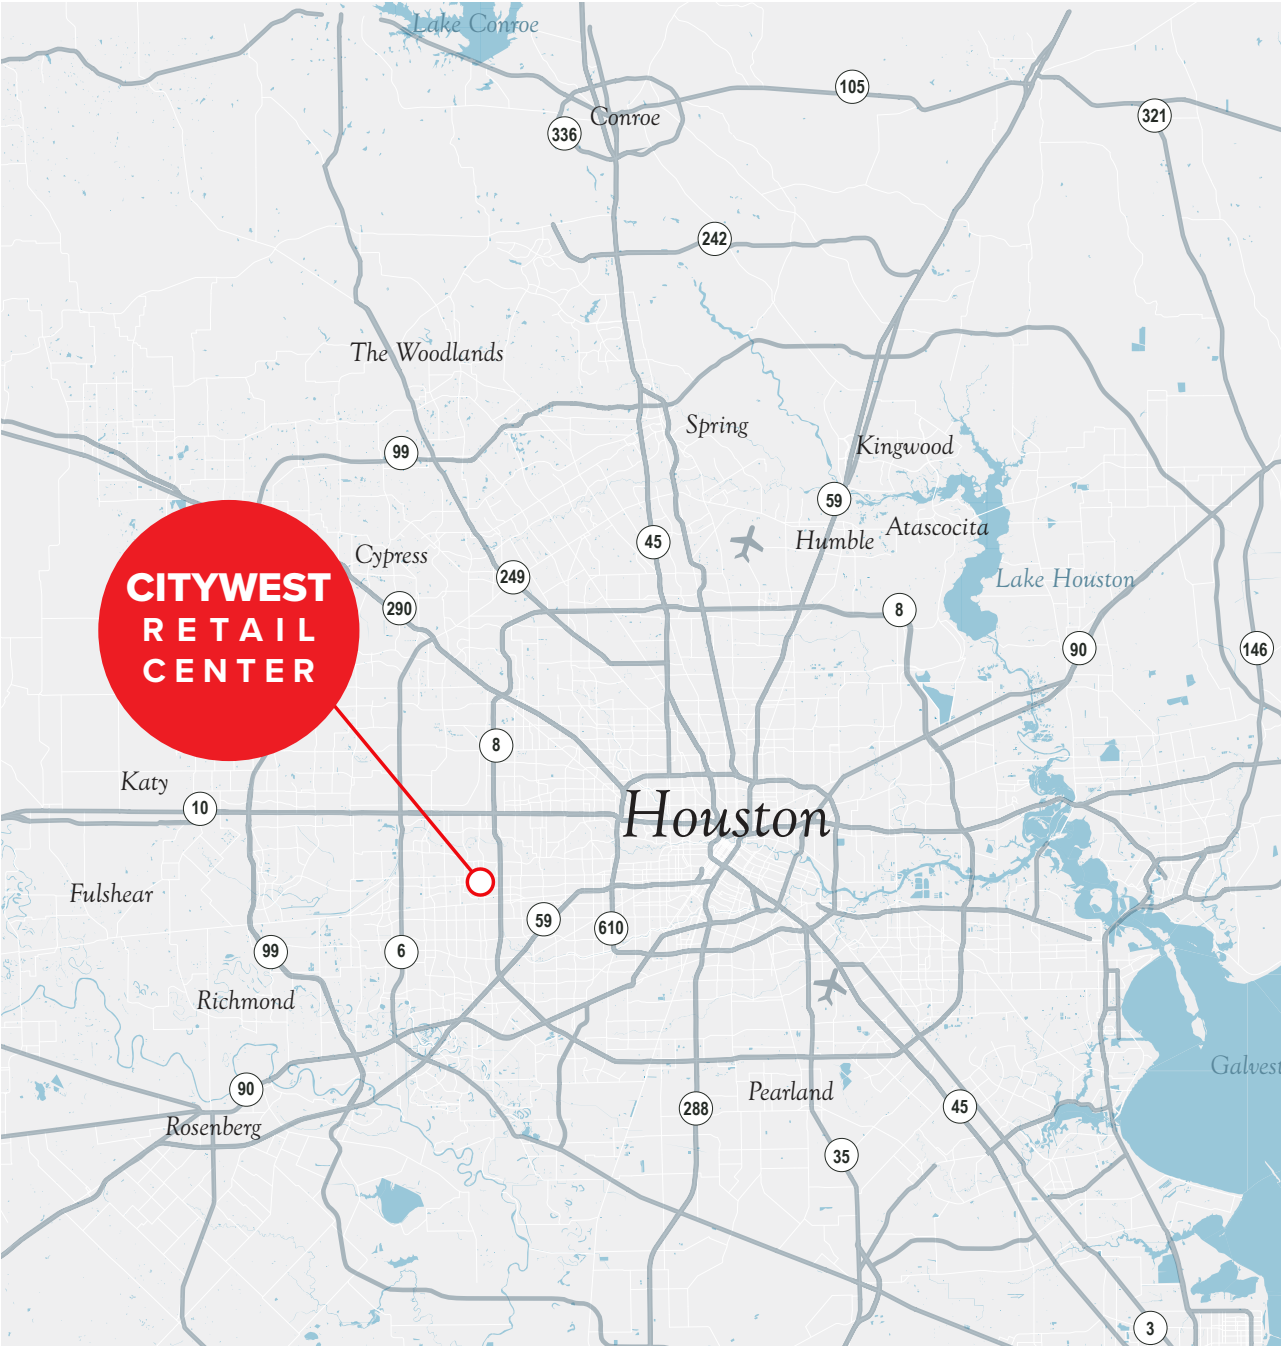 Lake Conroe
105
Conroe
336
321
242
The Woodlands
Spring
99
Kingwood
59
Atascocita
Humble
45
Cypress
249
Lake Houston
290
8
CITYWEST
RETAIL
CENTER
90
146
8
Katy
10
Houston
Fulshear
59
610
99
6
Richmond
Galvest
90
Pearland
288
45
Rosenberg
35
3